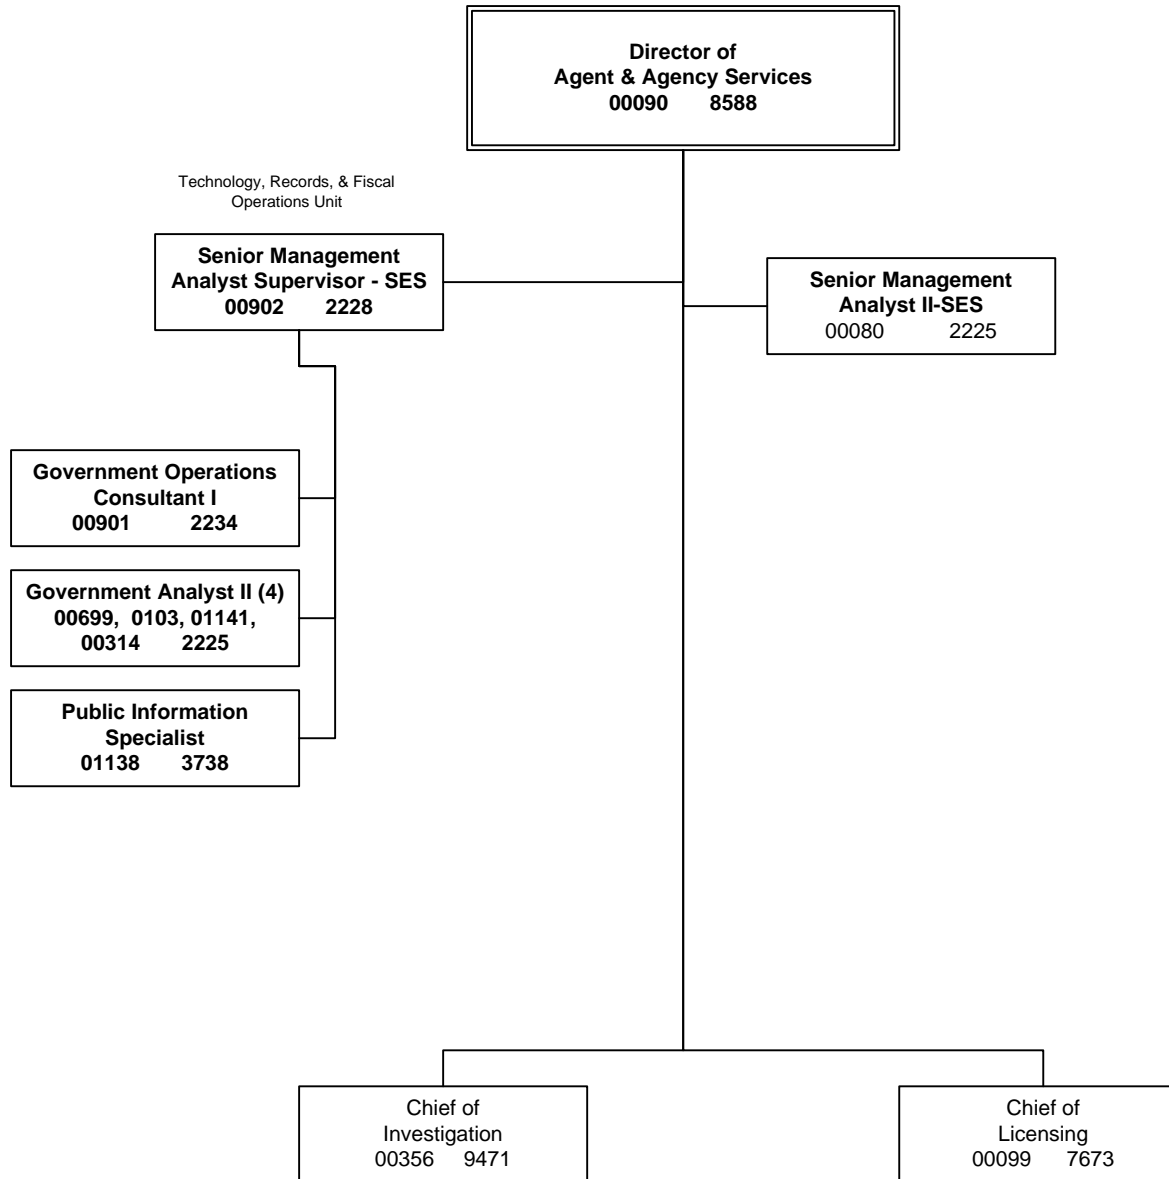 Director of
Agent & Agency Services
00090 8588
Technology, Records, & Fiscal
Operations Unit
Senior Management
Analyst Supervisor - SES
00902 2228
Senior Management
Analyst II-SES
00080 2225
Government Operations
Consultant I
00901 2234
Government Analyst II (4)
00699, 0103, 01141,
00314 2225
Public Information
Specialist
01138 3738
Chief of
Investigation
00356 9471
Chief of
Licensing
00099 7673